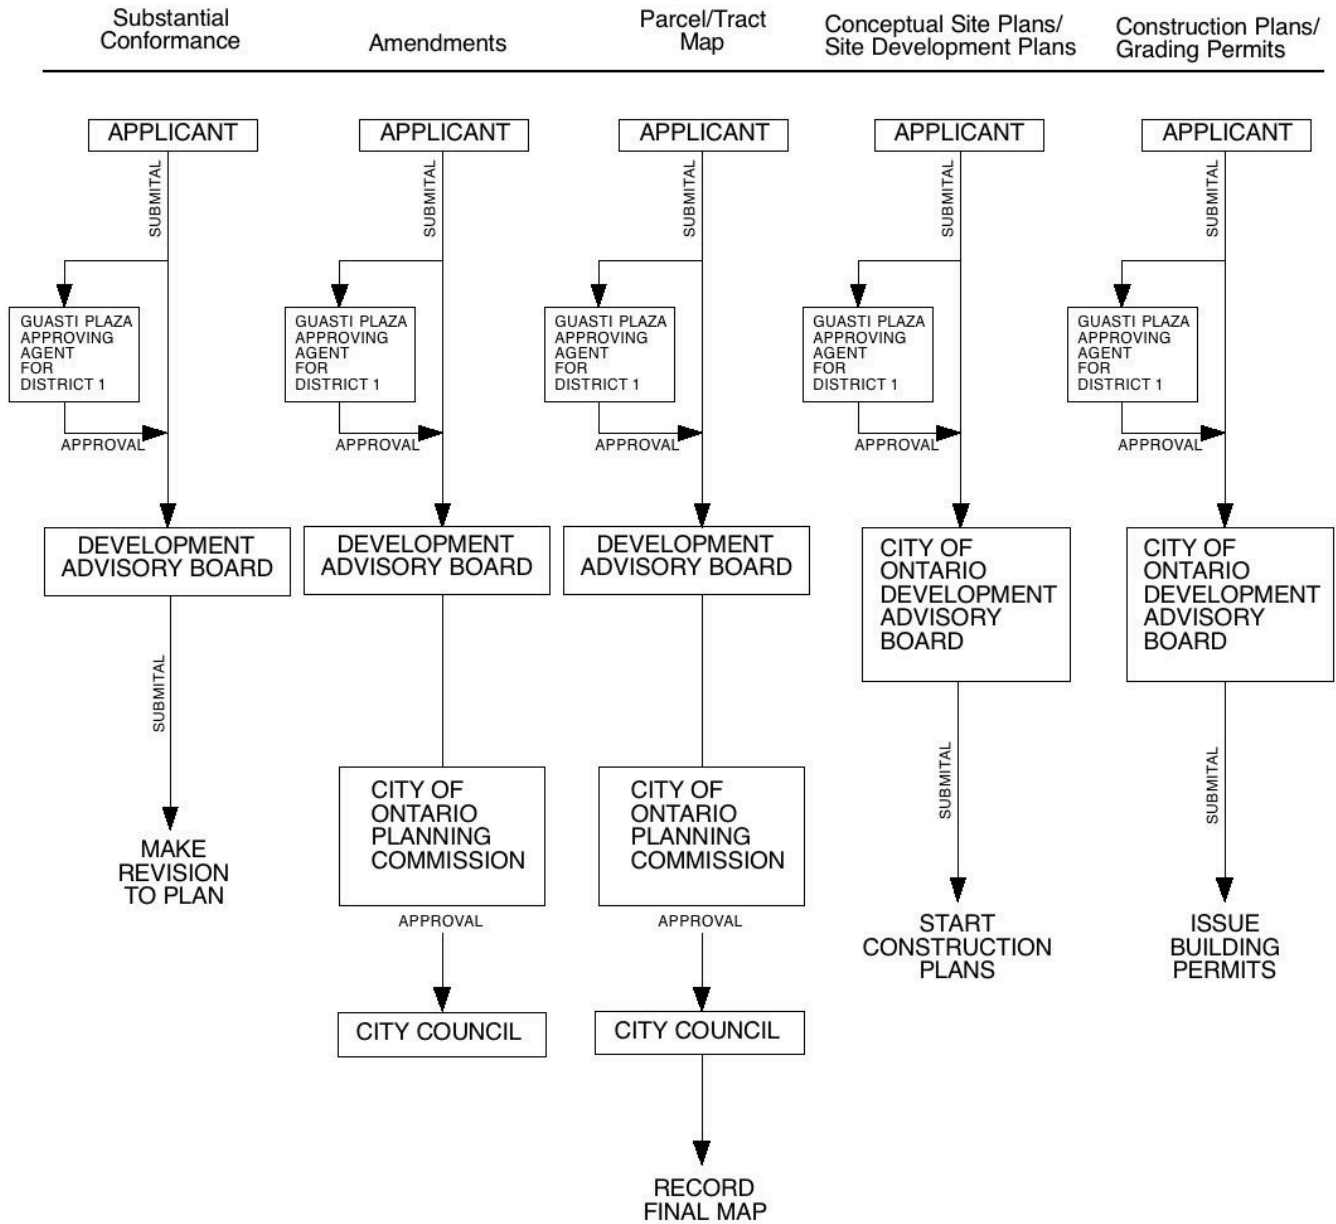 Substantial
Conformance
Amendments
Parcel/Tract
Map
Conceptual Site Plans/
Site Development Plans
Construction Plans/
Grading Permits
APPLICANT
SUBMITAL
GUASTI PLAZA
APPROVING
AGENT
FOR
DISTRICT 1
APPROVAL
DEVELOPMENT
ADVISORY BOARD
SUBMITAL
MAKE
REVISION
TO PLAN
APPLICANT
SUBMITAL
GUASTI PLAZA
APPROVING
AGENT
FOR
DISTRICT 1
APPROVAL
DEVELOPMENT
ADVISORY BOARD
CITY OF
ONTARIO
PLANNING
COMMISSION
APPROVAL
CITY COUNCIL
APPLICANT
SUBMITAL
GUASTI PLAZA
APPROVING
AGENT
FOR
DISTRICT 1
APPROVAL
DEVELOPMENT
ADVISORY BOARD
CITY OF
ONTARIO
PLANNING
COMMISSION
APPROVAL
CITY COUNCIL
RECORD
FINAL MAP
APPLICANT
SUBMITAL
GUASTI PLAZA
APPROVING
AGENT
FOR
DISTRICT 1
APPROVAL
CITY OF
ONTARIO
DEVELOPMENT
ADVISORY
BOARD
SUBMITAL
START
CONSTRUCTION
PLANS
APPLICANT
SUBMITAL
GUASTI PLAZA
APPROVING
AGENT
FOR
DISTRICT 1
APPROVAL
CITY OF
ONTARIO
DEVELOPMENT
ADVISORY
BOARD
SUBMITAL
ISSUE
BUILDING
PERMITS